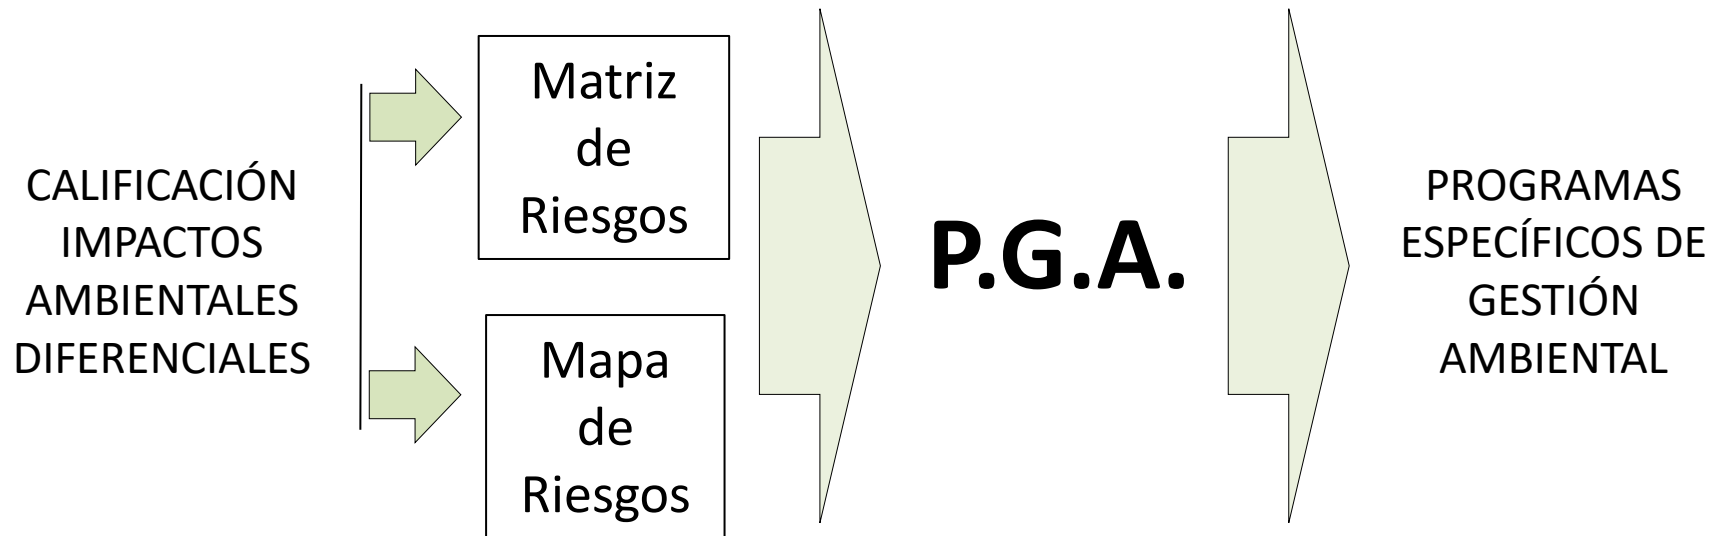 CALIFICACIÓN
IMPACTOS
AMBIENTALES
DIFERENCIALES
Matriz
de
Riesgos
Mapa
de
Riesgos
P.G.A.
PROGRAMAS
ESPECÍFICOS DE
GESTIÓN
AMBIENTAL